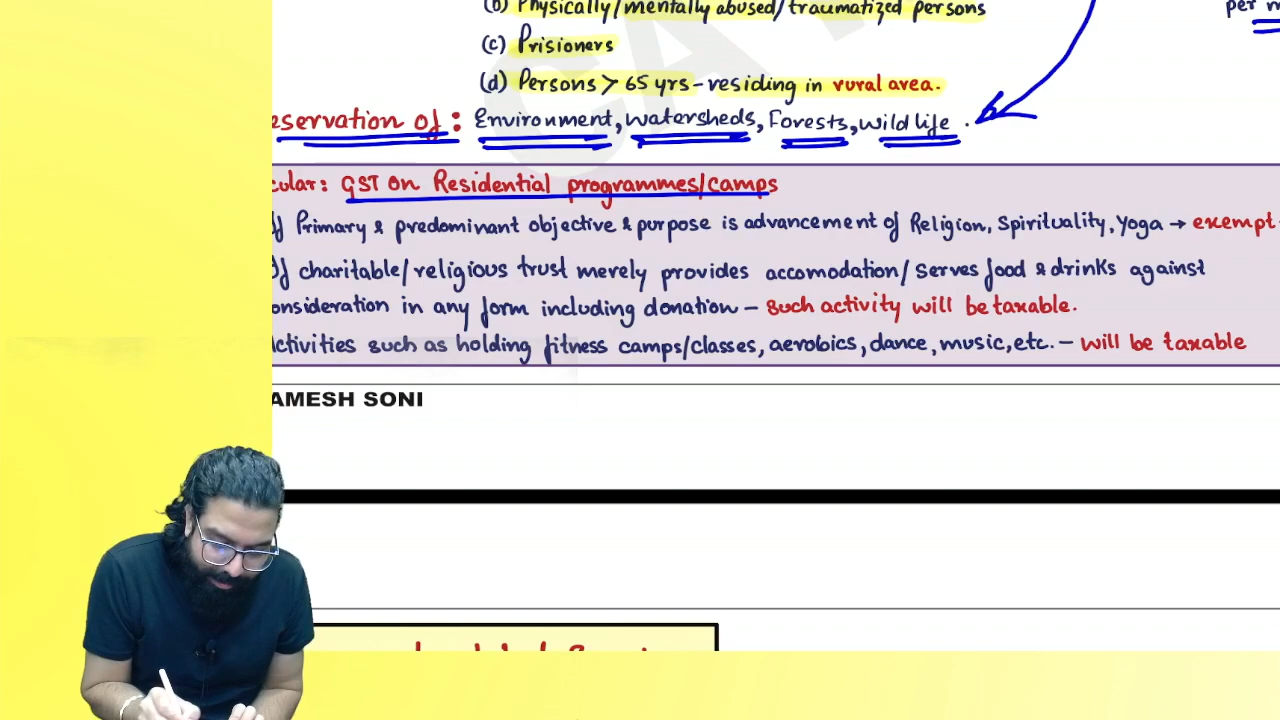 (b) Physically/mentally abused/traumatized persons
per m
(c) Prisioners
(d) Persons > 65 yrs - residing in rural area.
eservation of : Environment, Watersheds, Forests, Wild life .
cular: GST on Residential programmes/camps
If Primary & predominant objective & purpose is advancement of Religion, Spirituality, Yoga → exempt
If charitable/religious trust merely provides accomodation/ serves food & drinks against
onsideration in any form including donation - such activity will be taxable.
ctivities such as holding fitness camps/classes, aerobics, dance, music, etc. - will be taxable
AMESH SONI